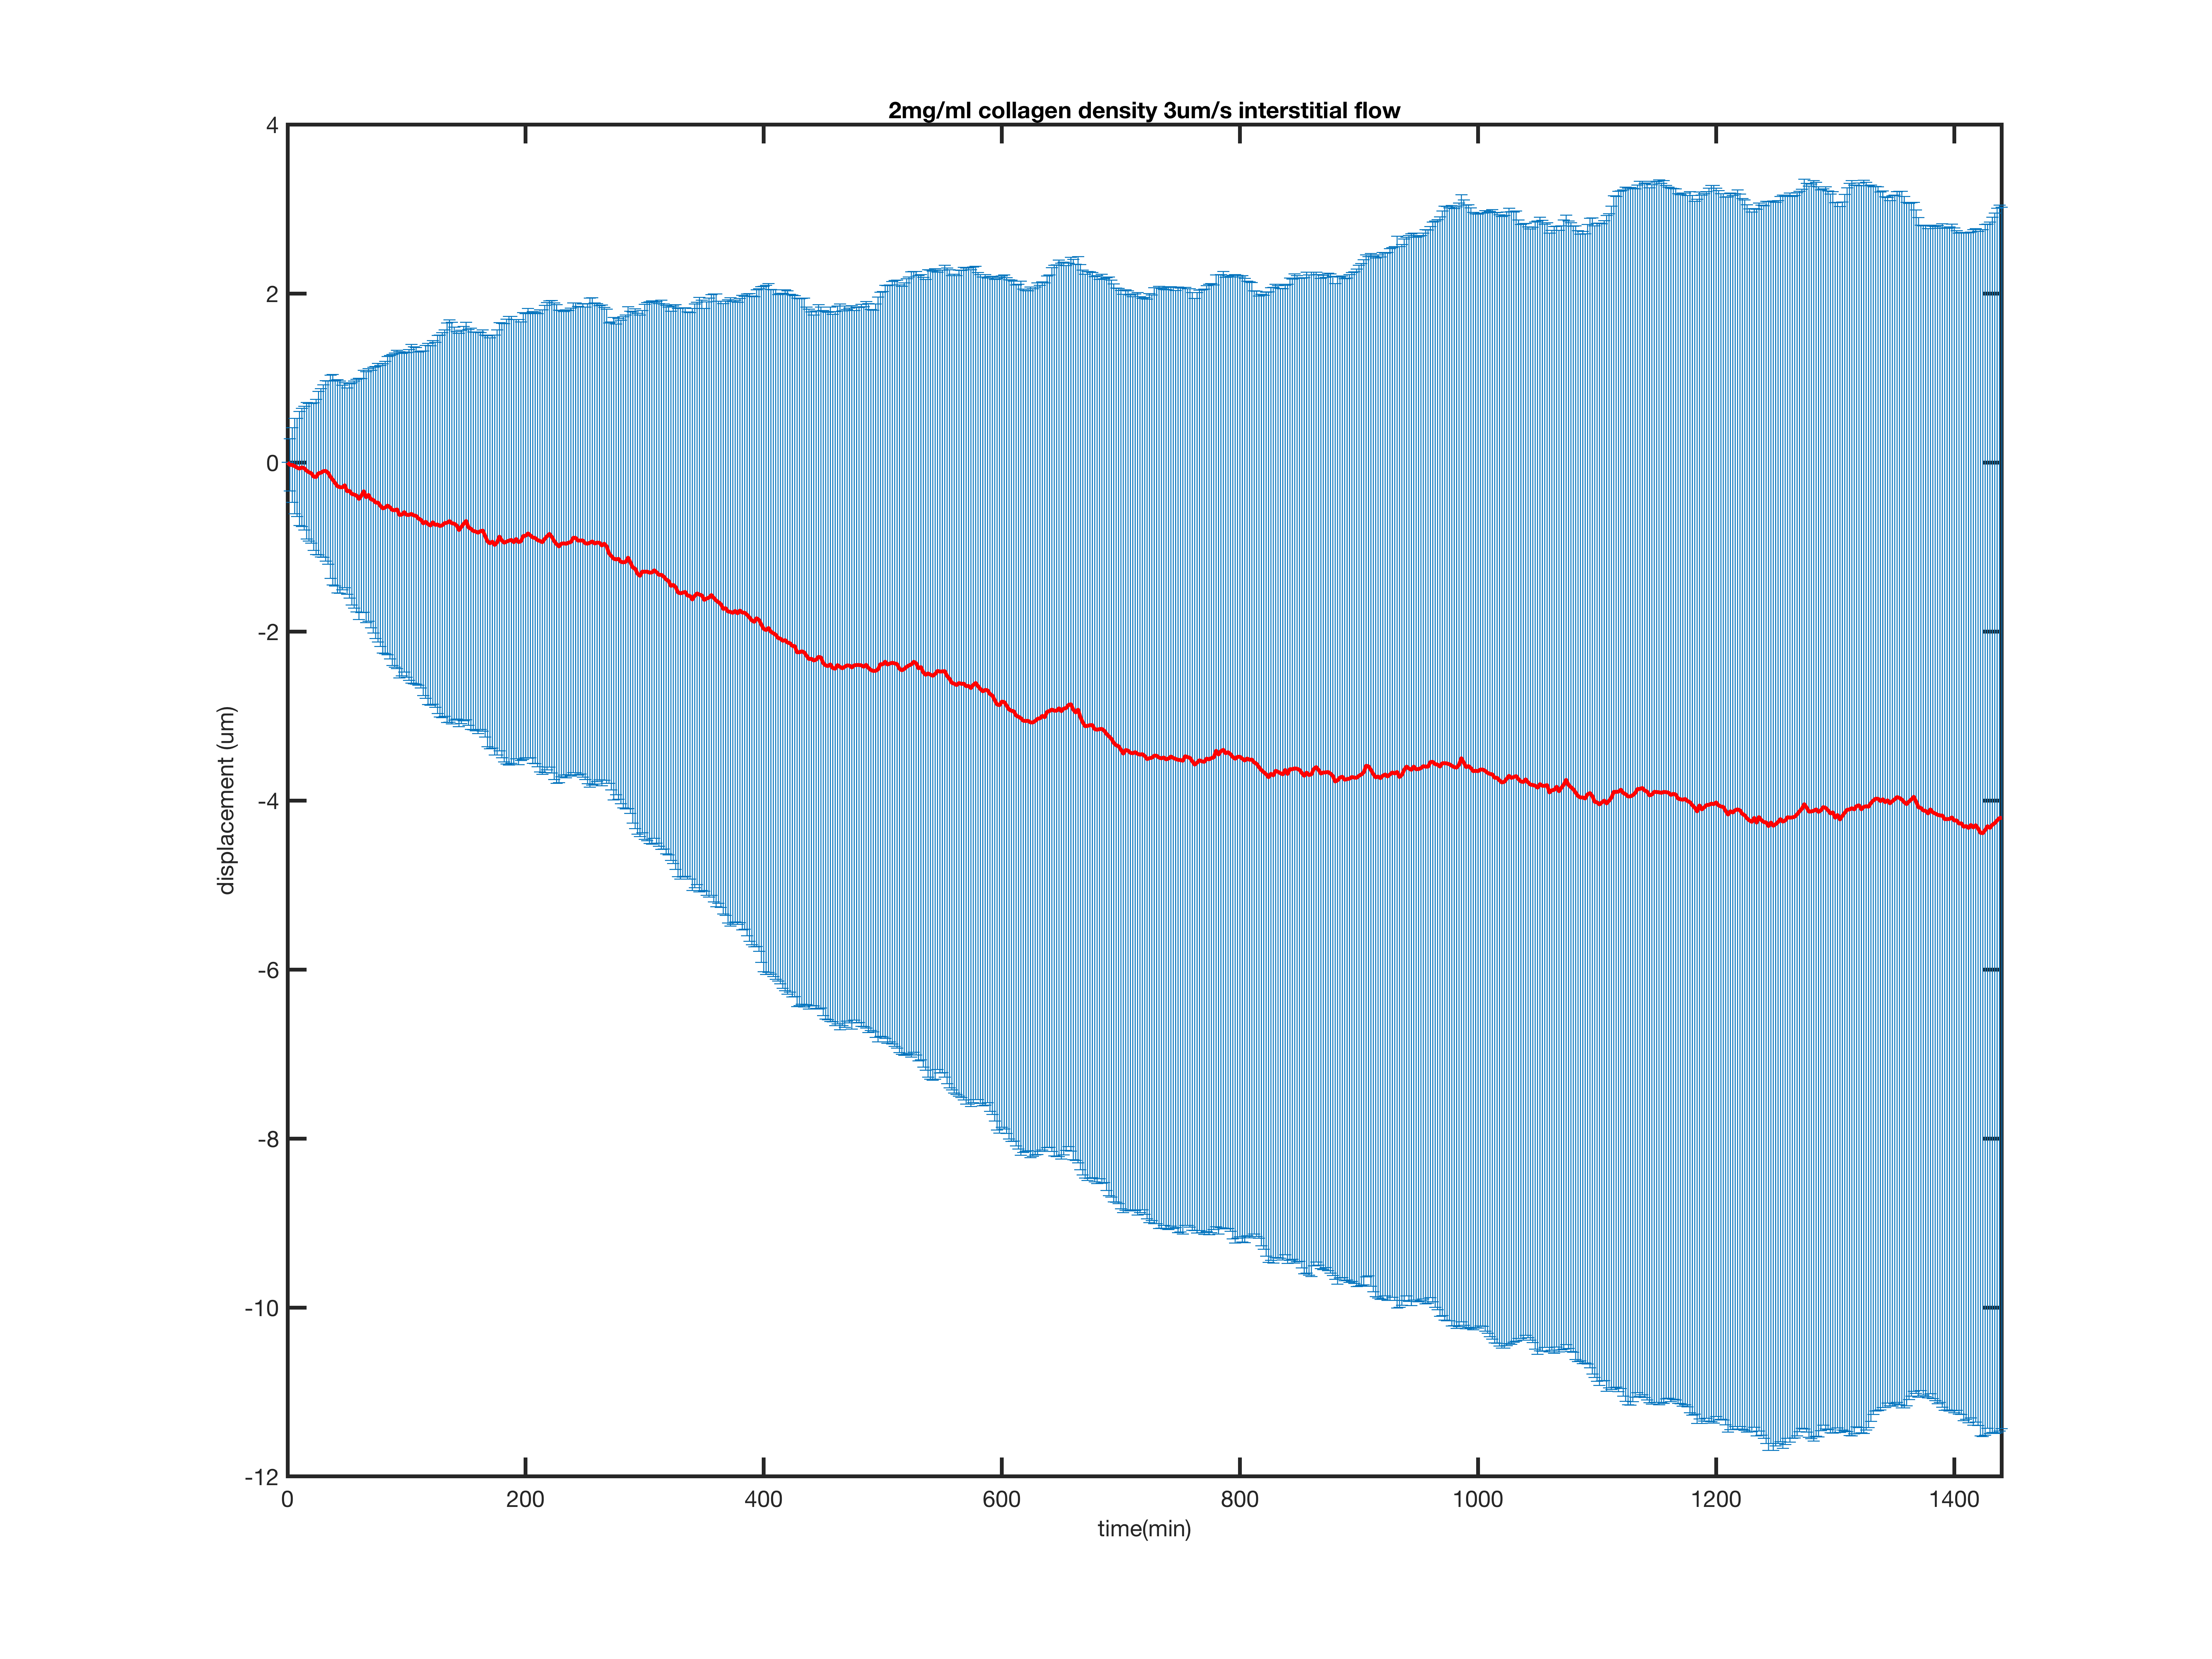 2mg/ml collagen density 3um/s interstitial flow
4
2
0
-2
-4
-6
-8
-10
-12
displacement (um)
0 200 400 600 800 1000 1200 1400
time(min)